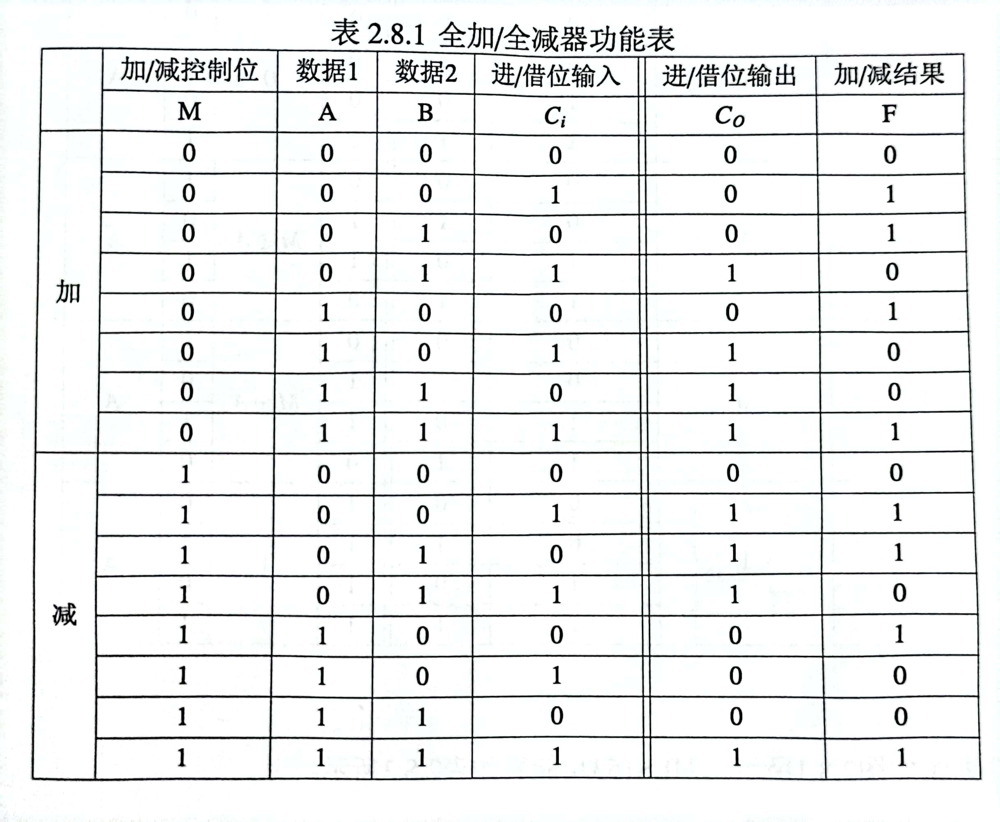 表 2.8.1 全加/全减器功能表
加/减控制位 数据1 数据2 进/借位输入 进/借位输出 加/减结果
M A B Ci CO F
加
0 0 0 0 0 0
0 0 0 1 0 1
0 0 1 0 0 1
0 0 1 1 1 0
0 1 0 0 0 1
0 1 0 1 1 0
0 1 1 0 1 0
0 1 1 1 1 1
减
1 0 0 0 0 0
1 0 0 1 1 1
1 0 1 0 1 1
1 0 1 1 1 0
1 1 0 0 0 1
1 1 0 1 0 0
1 1 1 0 0 0
1 1 1 1 1 1